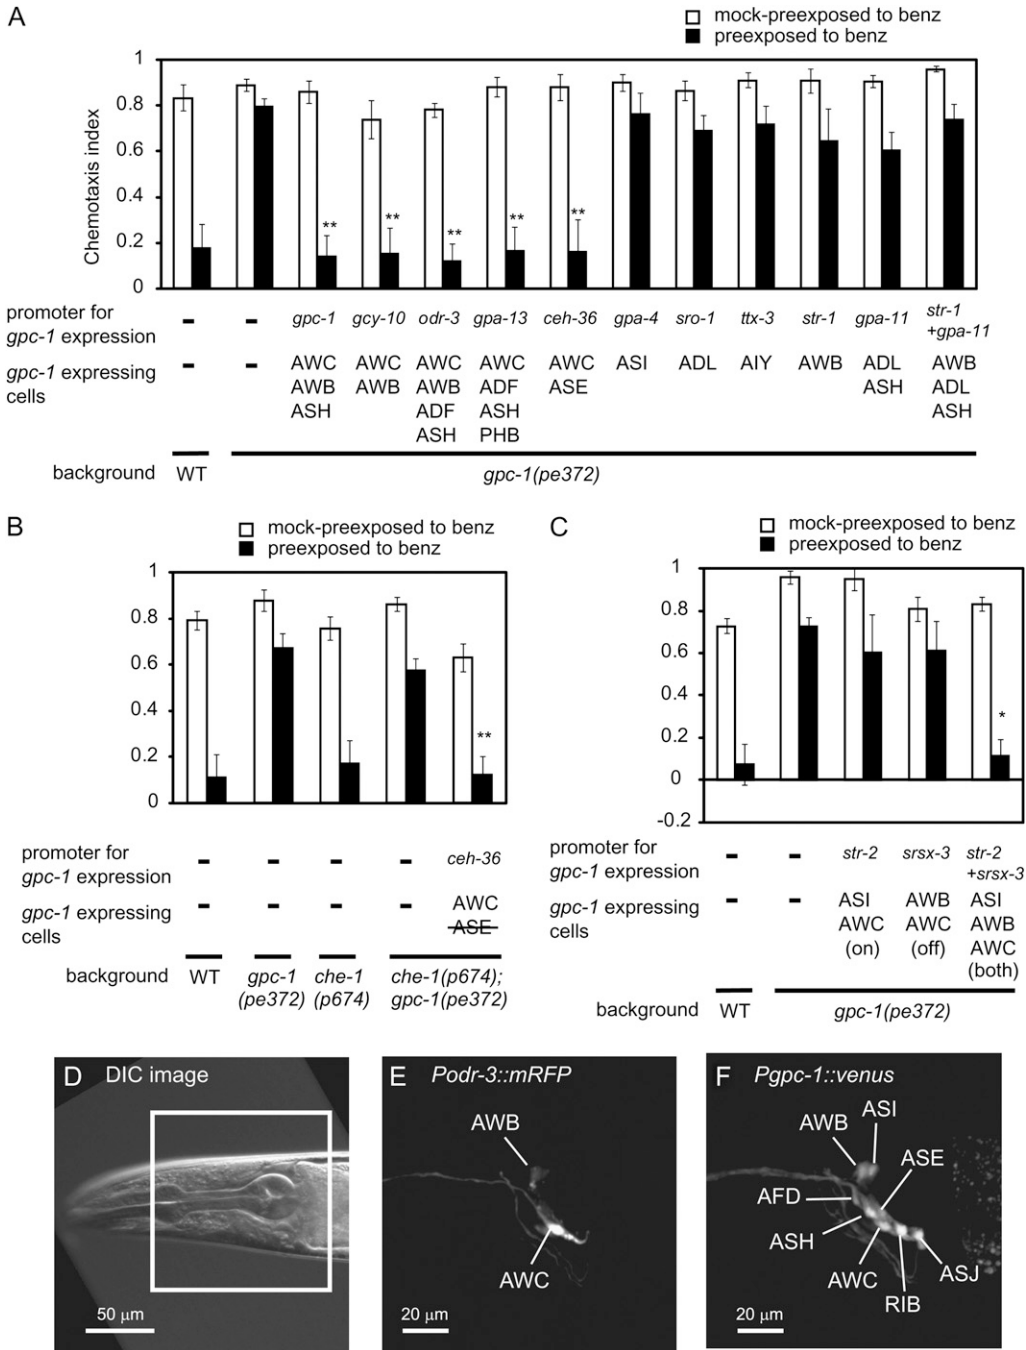 A
mock-preexposed to benz
preexposed to benz
1
0.8
0.6
0.4
0.2
0
Chemotaxis index
** ** ** ** **
promoter for gpc-1 expression
- - gpc-1 gcy-10 odr-3 gpa-13 ceh-36 gpa-4 sro-1 ttx-3 str-1 gpa-11 str-1 +gpa-11
gpc-1 expressing cells
- - AWC AWC AWC AWC AWC ASI ADL AIY AWB ADL AWB
AWB AWB AWB ADF ASE ASH ADL
ASH ADF ASH ASH
ASH PHB
background WT gpc-1(pe372)
B
mock-preexposed to benz
preexposed to benz
1
0.8
0.6
0.4
0.2
0
**
promoter for gpc-1 expression
- - - - ceh-36
gpc-1 expressing cells
- - - - AWC
ASE
background WT gpc-1 (pe372) che-1 (p674) che-1(p674); gpc-1(pe372)
C
mock-preexposed to benz
preexposed to benz
1
0.8
0.6
0.4
0.2
0
-0.2
*
promoter for gpc-1 expression
- - str-2 srsx-3 str-2 +srsx-3
gpc-1 expressing cells
- - ASI AWB ASI
AWC AWC AWB
(on) (off) AWC
(both)
background WT gpc-1(pe372)
D DIC image
50 μm
E Podr-3::mRFP
AWB
AWC
20 μm
F Pgpc-1::venus
AWB ASI
ASE
AFD
ASH
AWC
RIB
ASJ
20 μm